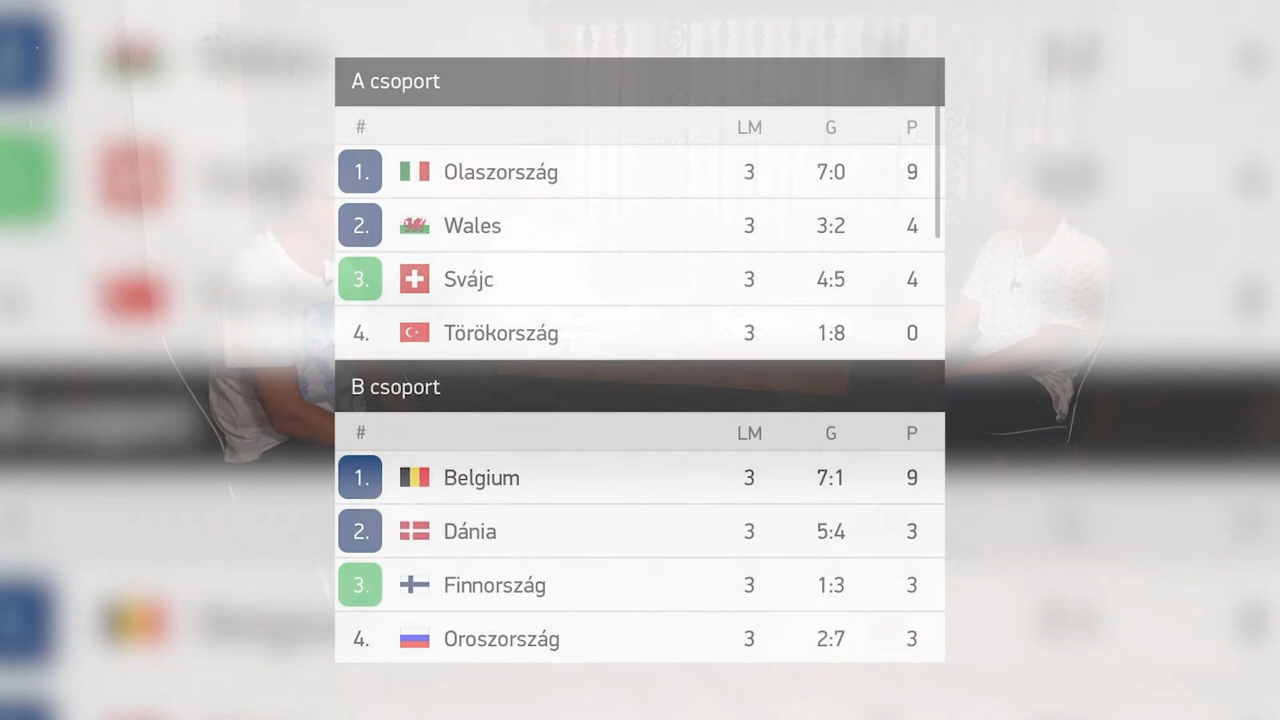 A csoport
# LM G P
1. Olaszország 3 7:0 9
2. Wales 3 3:2 4
3. Svájc 3 4:5 4
4. Törökország 3 1:8 0
B csoport
# LM G P
1. Belgium 3 7:1 9
2. Dánia 3 5:4 3
3. Finnország 3 1:3 3
4. Oroszország 3 2:7 3